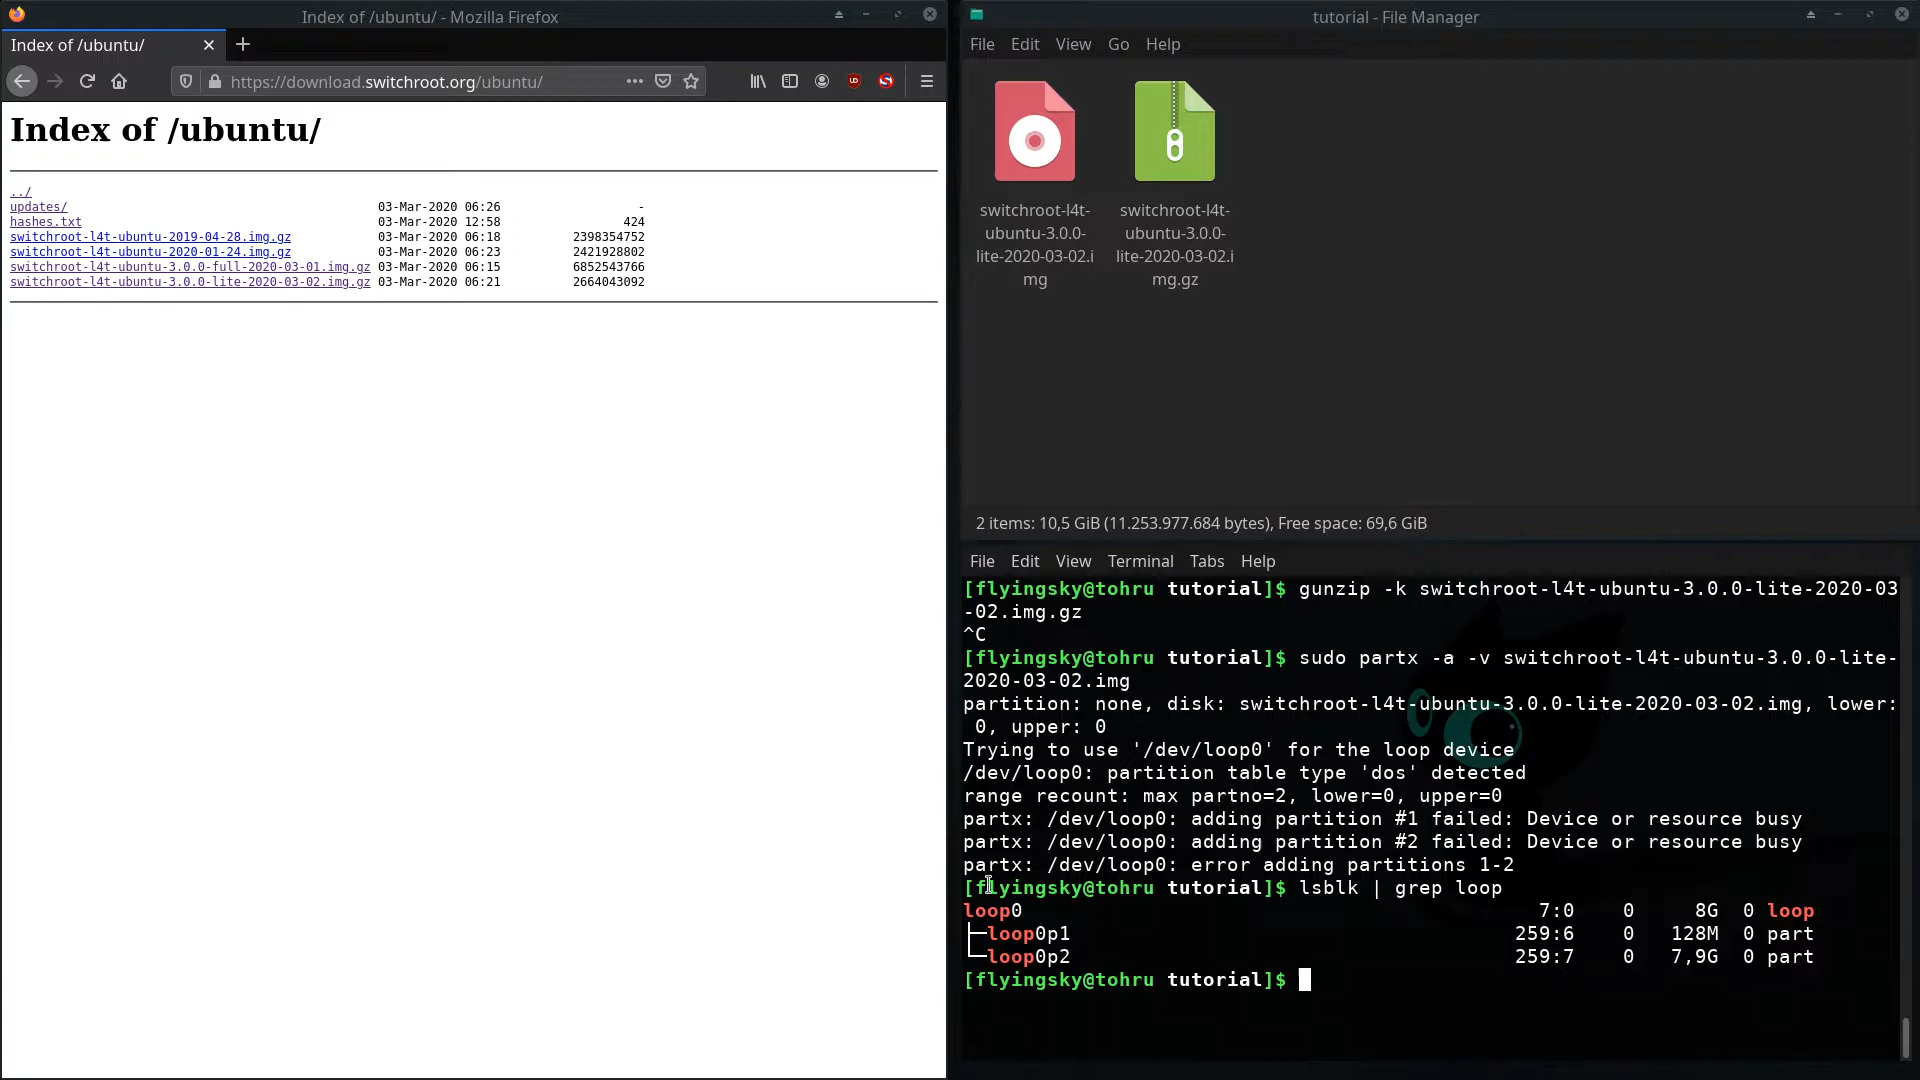 Index of /ubuntu/ - Mozilla Firefox
Index of /ubuntu/
https://download.switchroot.org/ubuntu/
Index of /ubuntu/
../
updates/ 03-Mar-2020 06:26 -
hashes.txt 03-Mar-2020 12:58 424
switchroot-l4t-ubuntu-2019-04-28.img.gz 03-Mar-2020 06:18 2398354752
switchroot-l4t-ubuntu-2020-01-24.img.gz 03-Mar-2020 06:23 2421928802
switchroot-l4t-ubuntu-3.0.0-full-2020-03-01.img.gz 03-Mar-2020 06:15 6852543766
switchroot-l4t-ubuntu-3.0.0-lite-2020-03-02.img.gz 03-Mar-2020 06:21 2664043092
tutorial - File Manager
File Edit View Go Help
switchroot-l4t-
ubuntu-3.0.0-
lite-2020-03-02.i
mg
switchroot-l4t-
ubuntu-3.0.0-
lite-2020-03-02.i
mg.gz
2 items: 10,5 GiB (11.253.977.684 bytes), Free space: 69,6 GiB
File Edit View Terminal Tabs Help
[flyingsky@tohru tutorial]$ gunzip -k switchroot-l4t-ubuntu-3.0.0-lite-2020-03
-02.img.gz
^C
[flyingsky@tohru tutorial]$ sudo partx -a -v switchroot-l4t-ubuntu-3.0.0-lite-
2020-03-02.img
partition: none, disk: switchroot-l4t-ubuntu-3.0.0-lite-2020-03-02.img, lower:
0, upper: 0
Trying to use '/dev/loop0' for the loop device
/dev/loop0: partition table type 'dos' detected
range recount: max partno=2, lower=0, upper=0
partx: /dev/loop0: adding partition #1 failed: Device or resource busy
partx: /dev/loop0: adding partition #2 failed: Device or resource busy
partx: /dev/loop0: error adding partitions 1-2
[flyingsky@tohru tutorial]$ lsblk | grep loop
loop0 7:0 0 8G 0 loop
├─loop0p1 259:6 0 128M 0 part
└─loop0p2 259:7 0 7,9G 0 part
[flyingsky@tohru tutorial]$